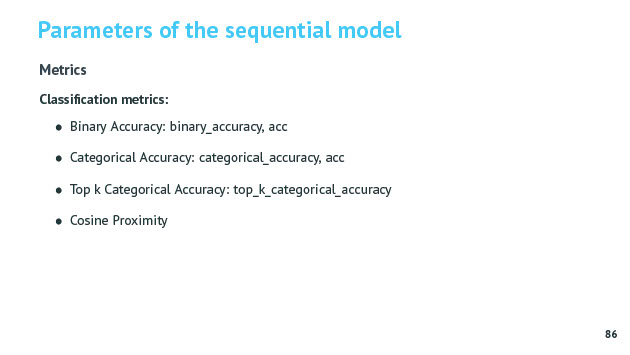 Parameters of the sequential model
Metrics
Classification metrics:
● Binary Accuracy: binary_accuracy, acc
● Categorical Accuracy: categorical_accuracy, acc
● Top k Categorical Accuracy: top_k_categorical_accuracy
● Cosine Proximity
86